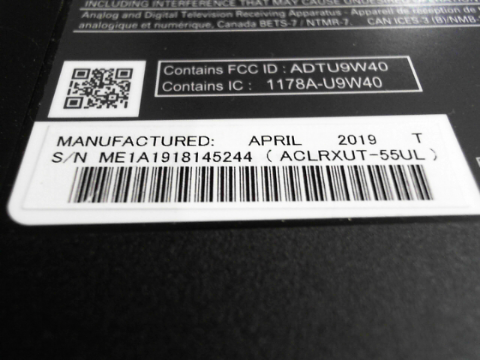 INCLUDING INTERFERENCE THAT MAY CAUSE
Analog and Digital Television Receiving Apparatus - Appareil de réception de
analogique et numérique, Canada BETS-7 / NTMR-7. CAN ICES-3 (B)/NMB-
Contains FCC ID : ADTU9W40
Contains IC : 1178A-U9W40
MANUFACTURED: APRIL 2019 T
S/N ME1A1918145244 ( ACLRXUT-55UL )